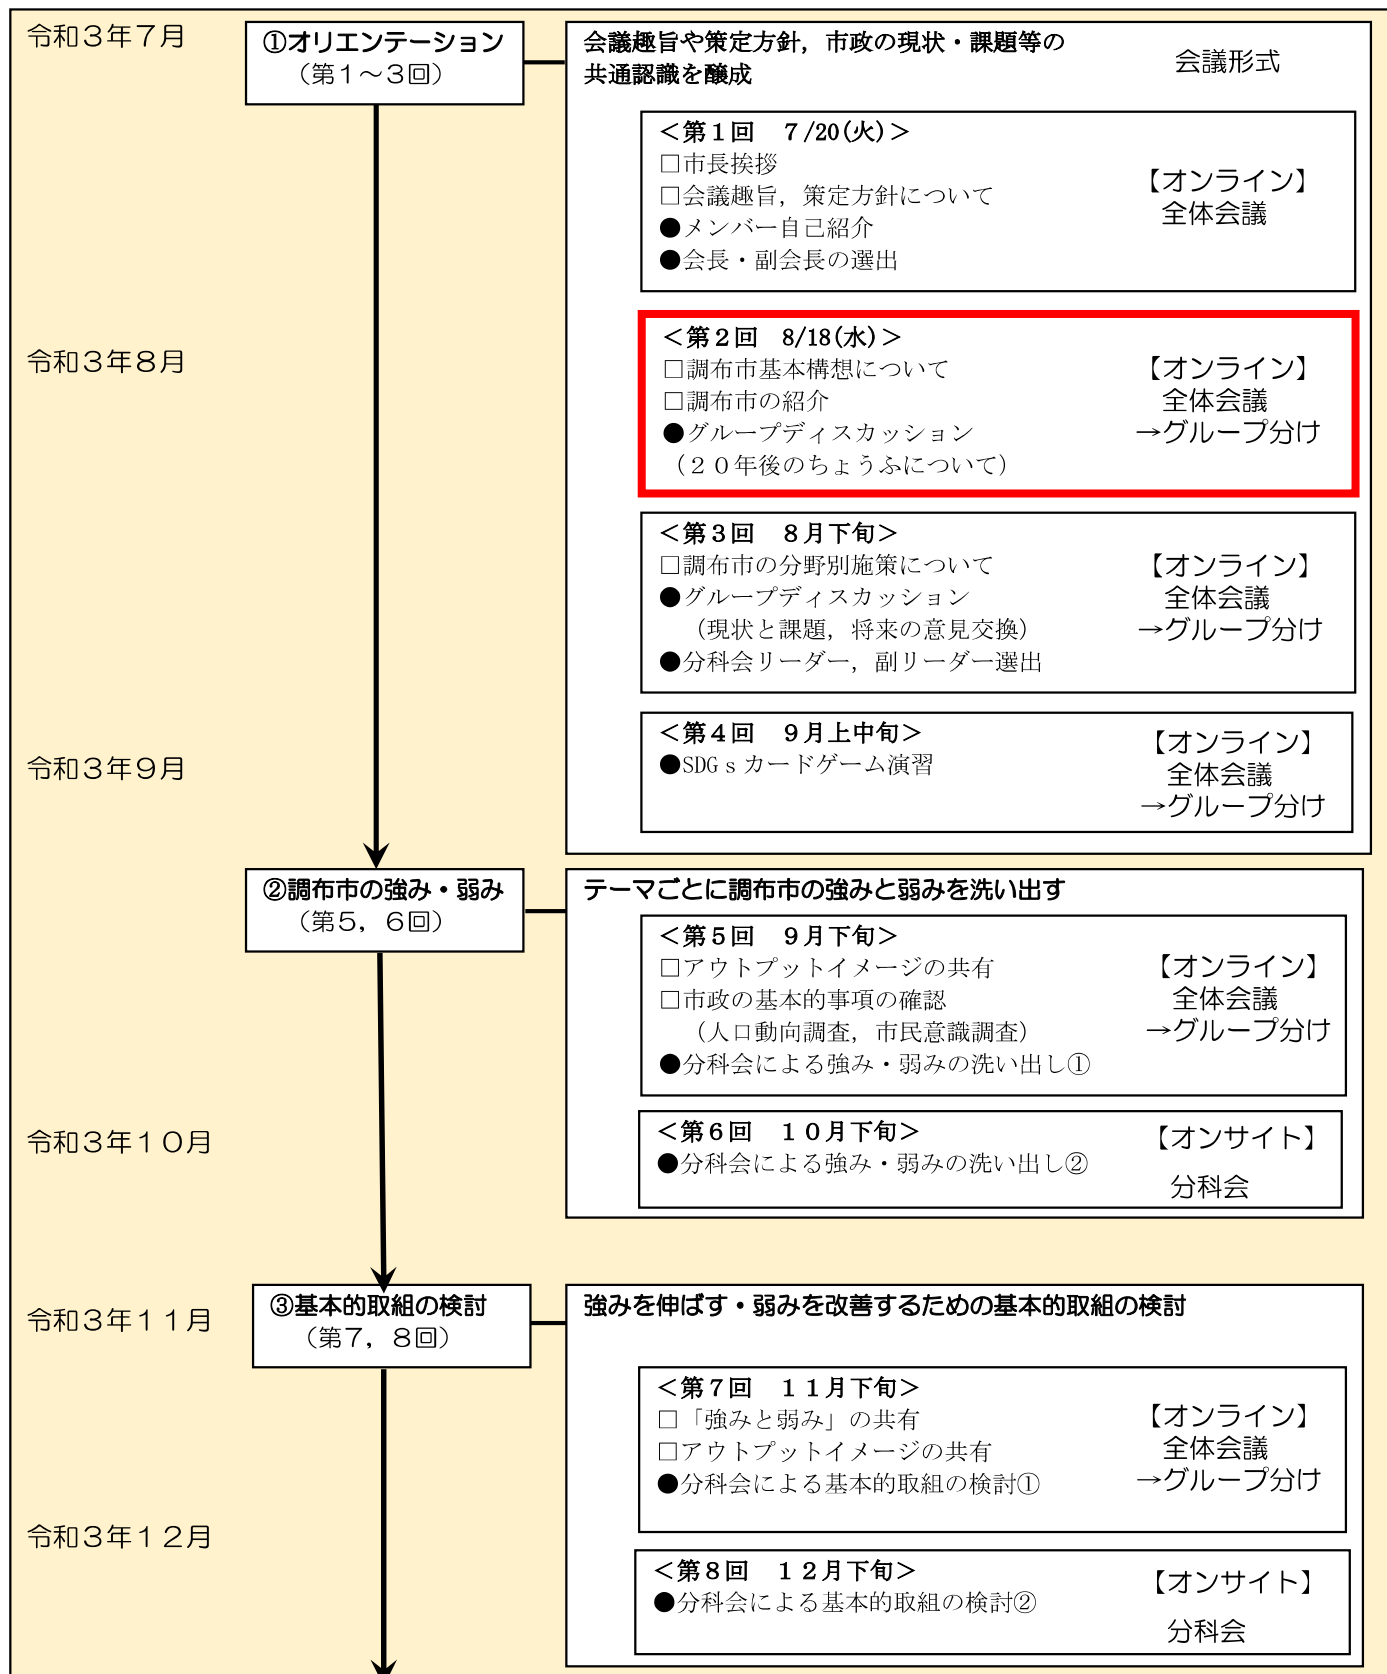 令和３年７月
①オリエンテーション
（第１～３回）
会議趣旨や策定方針，市政の現状・課題等の
共通認識を醸成
会議形式
＜第１回　７/20(火)＞
□市長挨拶
□会議趣旨，策定方針について
●メンバー自己紹介
●会長・副会長の選出
【オンライン】
全体会議
令和３年８月
＜第２回　8/18(水)＞
□調布市基本構想について
□調布市の紹介
●グループディスカッション
（２０年後のちょうふについて）
【オンライン】
全体会議
→グループ分け
＜第３回　８月下旬＞
□調布市の分野別施策について
●グループディスカッション
（現状と課題，将来の意見交換）
●分科会リーダー，副リーダー選出
【オンライン】
全体会議
→グループ分け
令和３年９月
＜第４回　９月上中旬＞
●SDGｓカードゲーム演習
【オンライン】
全体会議
→グループ分け
②調布市の強み・弱み
（第５，６回）
テーマごとに調布市の強みと弱みを洗い出す
＜第５回　９月下旬＞
□アウトプットイメージの共有
□市政の基本的事項の確認
（人口動向調査，市民意識調査）
●分科会による強み・弱みの洗い出し①
【オンライン】
全体会議
→グループ分け
令和３年１０月
＜第６回　１０月下旬＞
●分科会による強み・弱みの洗い出し②
【オンサイト】
分科会
令和３年１１月
③基本的取組の検討
（第７，８回）
強みを伸ばす・弱みを改善するための基本的取組の検討
＜第７回　１１月下旬＞
□「強みと弱み」の共有
□アウトプットイメージの共有
●分科会による基本的取組の検討①
【オンライン】
全体会議
→グループ分け
令和３年１２月
＜第８回　１２月下旬＞
●分科会による基本的取組の検討②
【オンサイト】
分科会